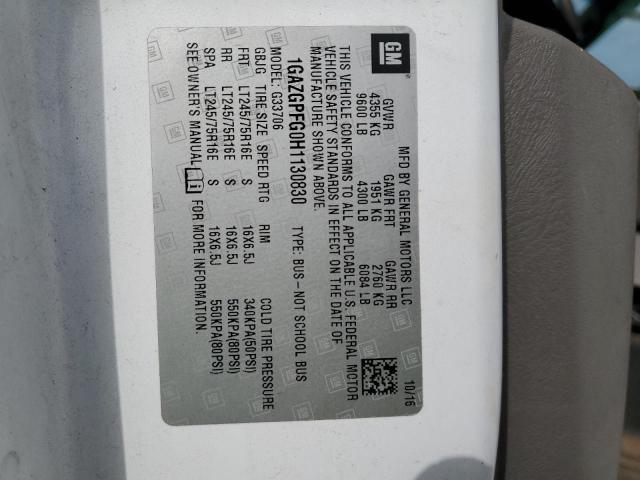 GM
MFD BY GENERAL MOTORS LLC 10/16
GVWR GAWR FRT GAWR RR
4355 KG 1951 KG 2760 KG
9600 LB 4300 LB 6084 LB
THIS VEHICLE CONFORMS TO ALL APPLICABLE U.S. FEDERAL MOTOR
VEHICLE SAFETY STANDARDS IN EFFECT ON THE DATE OF
MANUFACTURE SHOWN ABOVE.
1GAZGPFG0H1130830 TYPE: BUS-NOT SCHOOL BUS
MODEL: G33706
GBJG TIRE SIZE SPEED RTG RIM COLD TIRE PRESSURE
FRT LT245/75R16E S 16X6.5J 340KPA(50PSI)
RR LT245/75R16E S 16X6.5J 550KPA(80PSI)
SPA LT245/75R16E S 16X6.5J 550KPA(80PSI)
SEE OWNER'S MANUAL i FOR MORE INFORMATION.